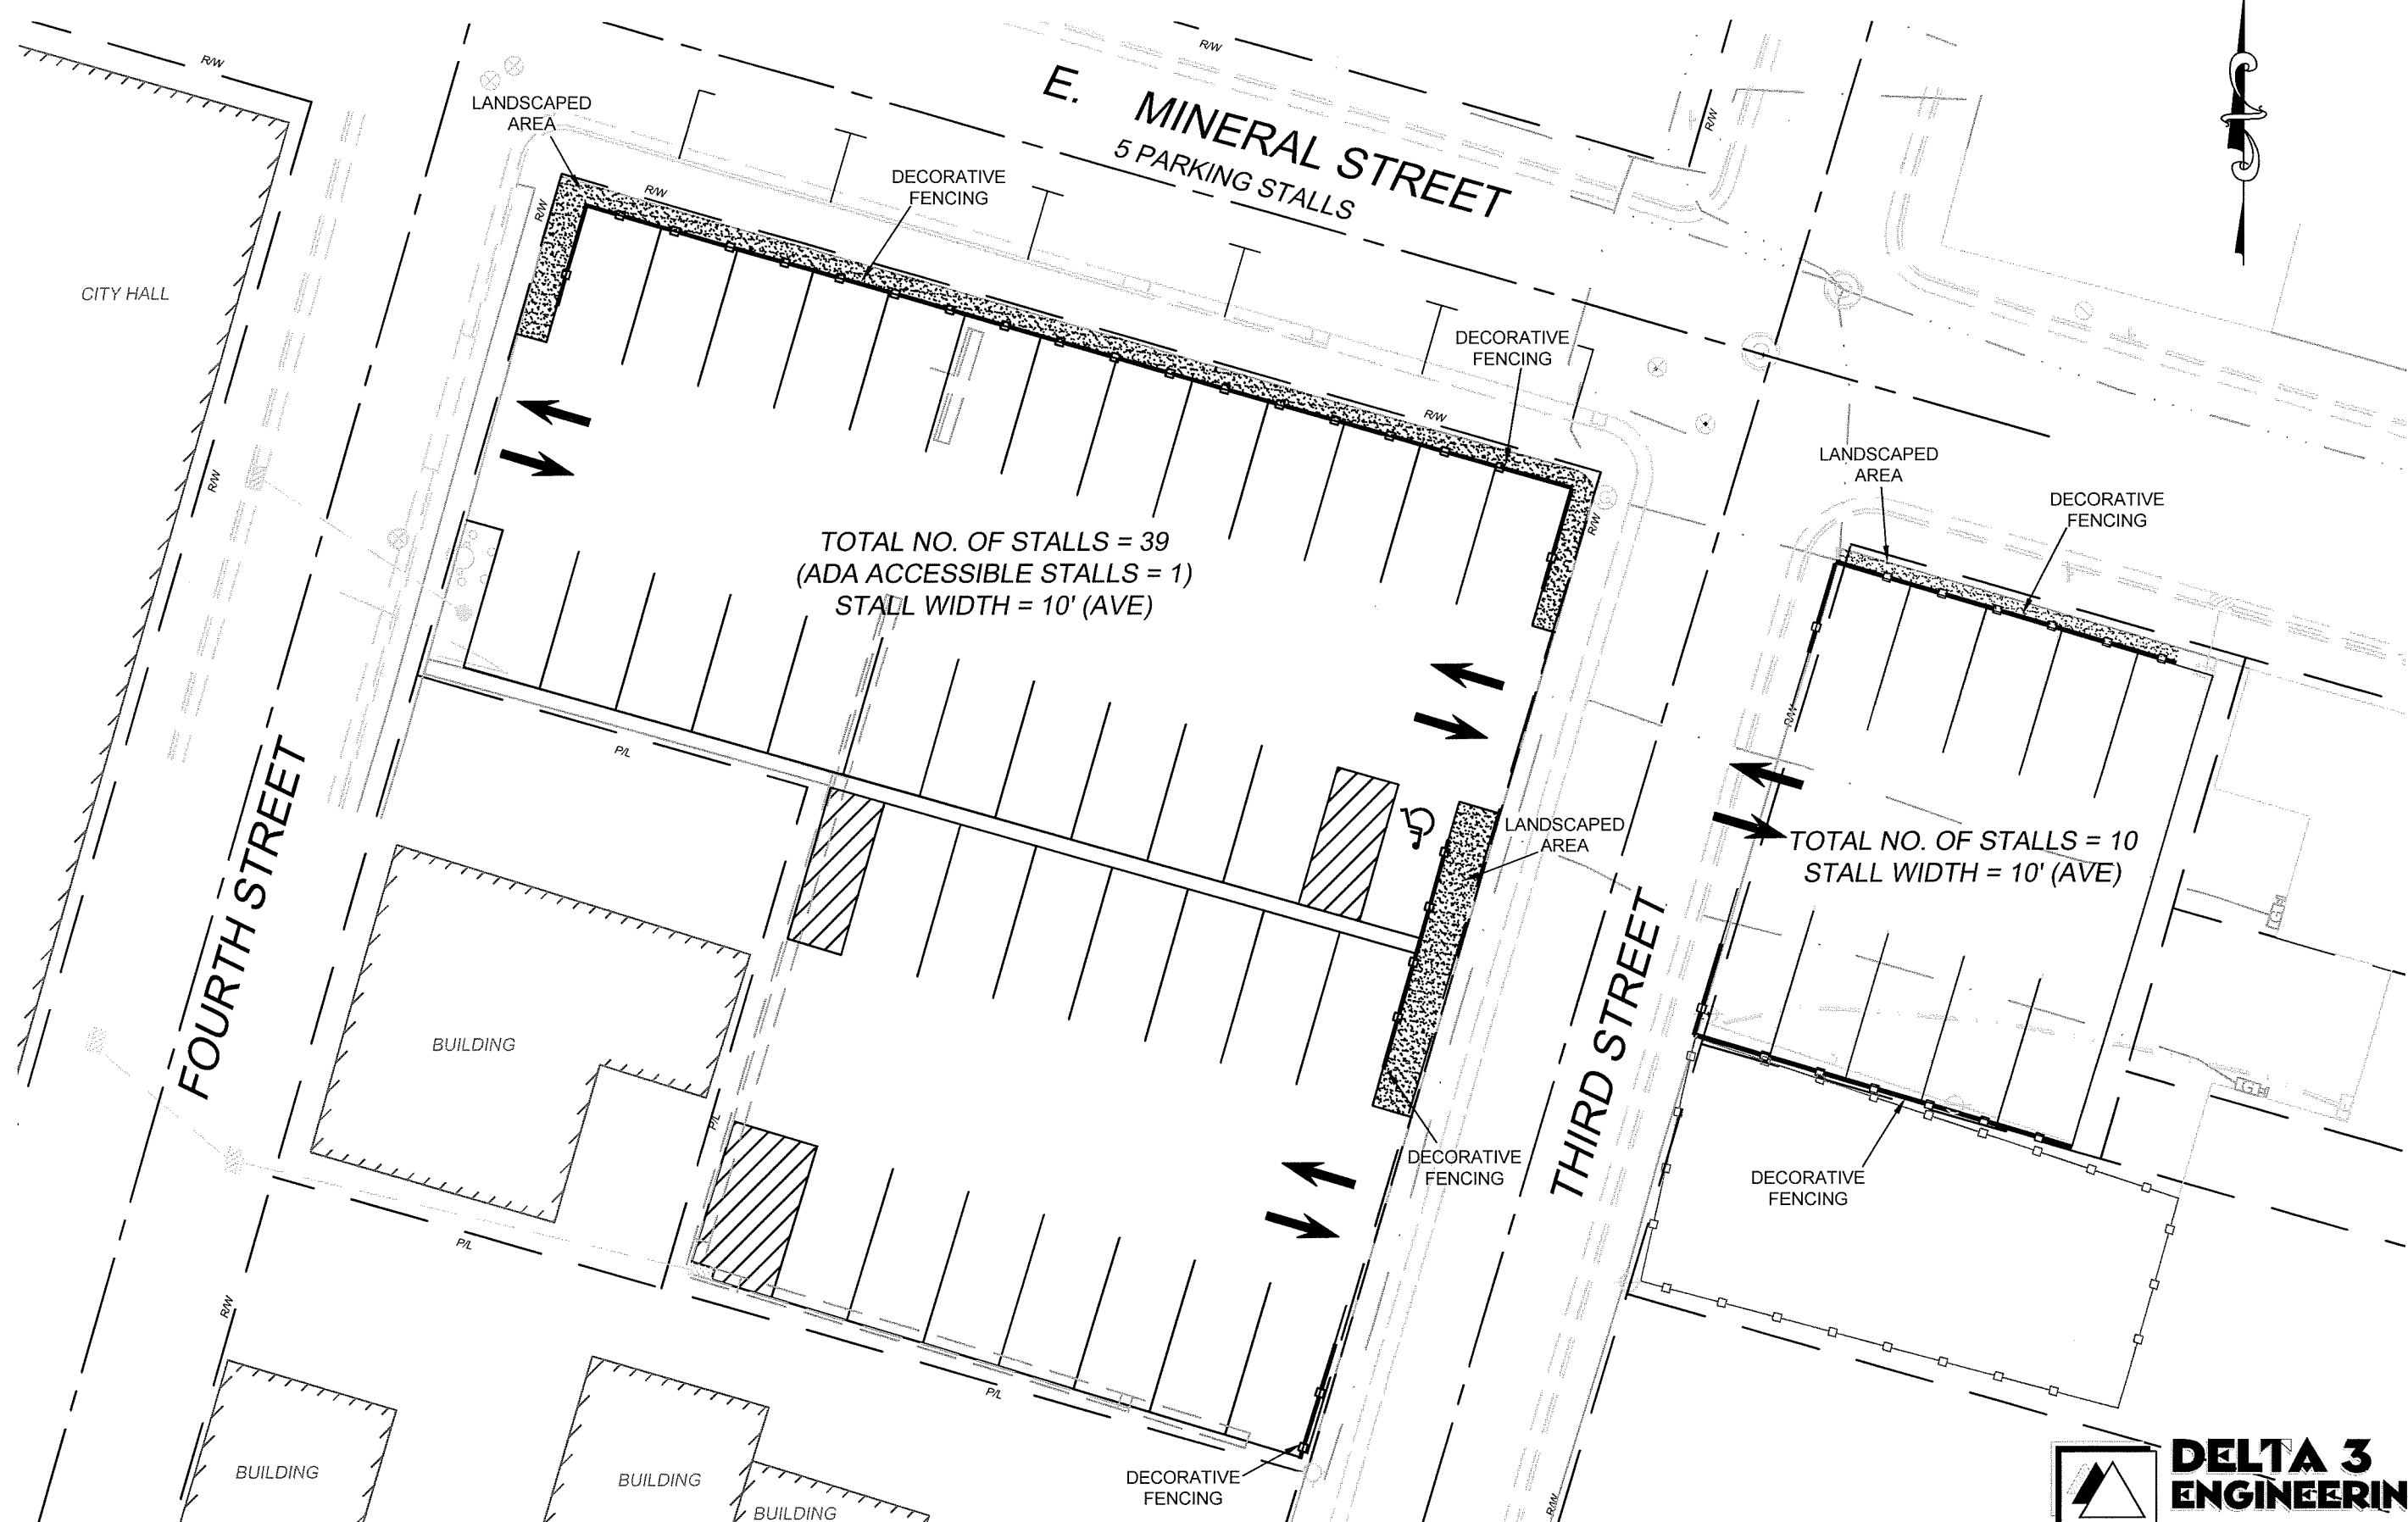 R/W
R/W
E. MINERAL STREET
5 PARKING STALLS
R/W
LANDSCAPED
AREA
DECORATIVE
FENCING
R/W
R/W
CITY HALL
DECORATIVE
FENCING
R/W
R/W
R/W
LANDSCAPED
AREA
DECORATIVE
FENCING
TOTAL NO. OF STALLS = 39
(ADA ACCESSIBLE STALLS = 1)
STALL WIDTH = 10' (AVE)
P/L
R/W
LANDSCAPED
AREA
TOTAL NO. OF STALLS = 10
STALL WIDTH = 10' (AVE)
FOURTH STREET
THIRD STREET
BUILDING
P/L
DECORATIVE
FENCING
DECORATIVE
FENCING
P/L
R/W
P/L
BUILDING
BUILDING
BUILDING
DECORATIVE
FENCING
R/W
DELTA 3
ENGINEERIN